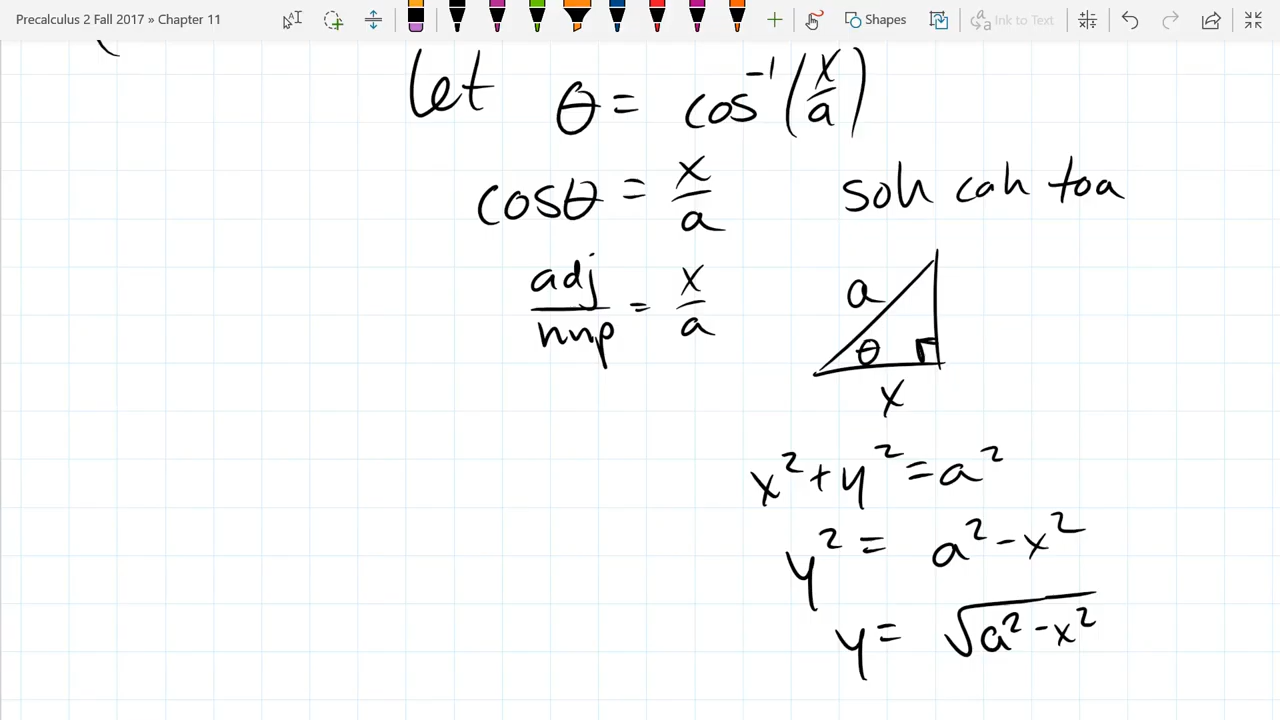 Precalculus 2 Fall 2017 » Chapter 11
Shapes
Ink to Text
let θ = cos⁻¹(x/a)
cosθ = x/a
soh cah toa
adj/hyp = x/a
a
θ
x
x² + y² = a²
y² = a² - x²
y = √(a² - x²)